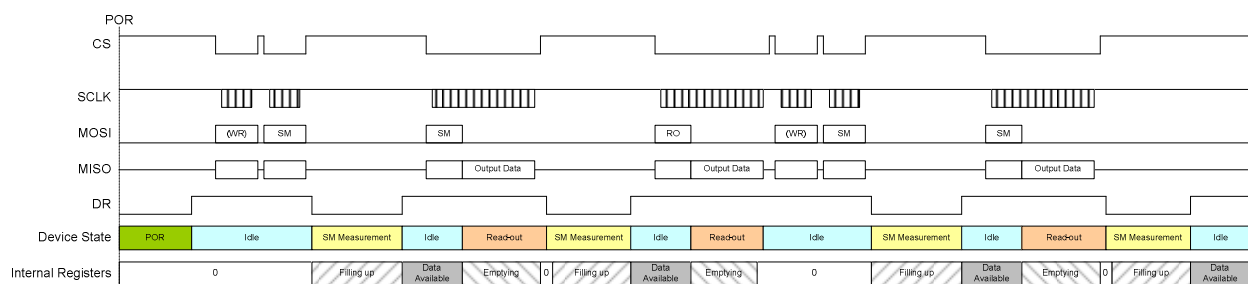 POR
CS
SCLK
MOSI (WR) SM SM RO (WR) SM SM
MISO Output Data Output Data Output Data
DR
Device State POR Idle SM Measurement Idle Read-out SM Measurement Idle Read-out Idle SM Measurement Idle Read-out SM Measurement Idle
Internal Registers 0 Filling up Data Available Emptying 0 Filling up Data Available Emptying 0 Filling up Data Available Emptying 0 Filling up Data Available